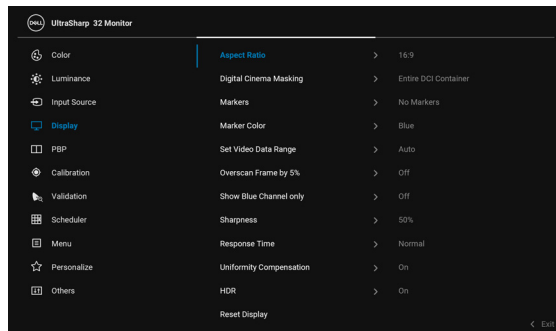 DELL UltraSharp 32 Monitor
Color Aspect Ratio > 16:9
Luminance Digital Cinema Masking > Entire DCI Container
Input Source Markers > No Markers
Display Marker Color > Blue
PBP Set Video Data Range > Auto
Calibration Overscan Frame by 5% > Off
Validation Show Blue Channel only > Off
Scheduler Sharpness > 50%
Menu Response Time > Normal
Personalize Uniformity Compensation > On
Others HDR > On
Reset Display
< Exit